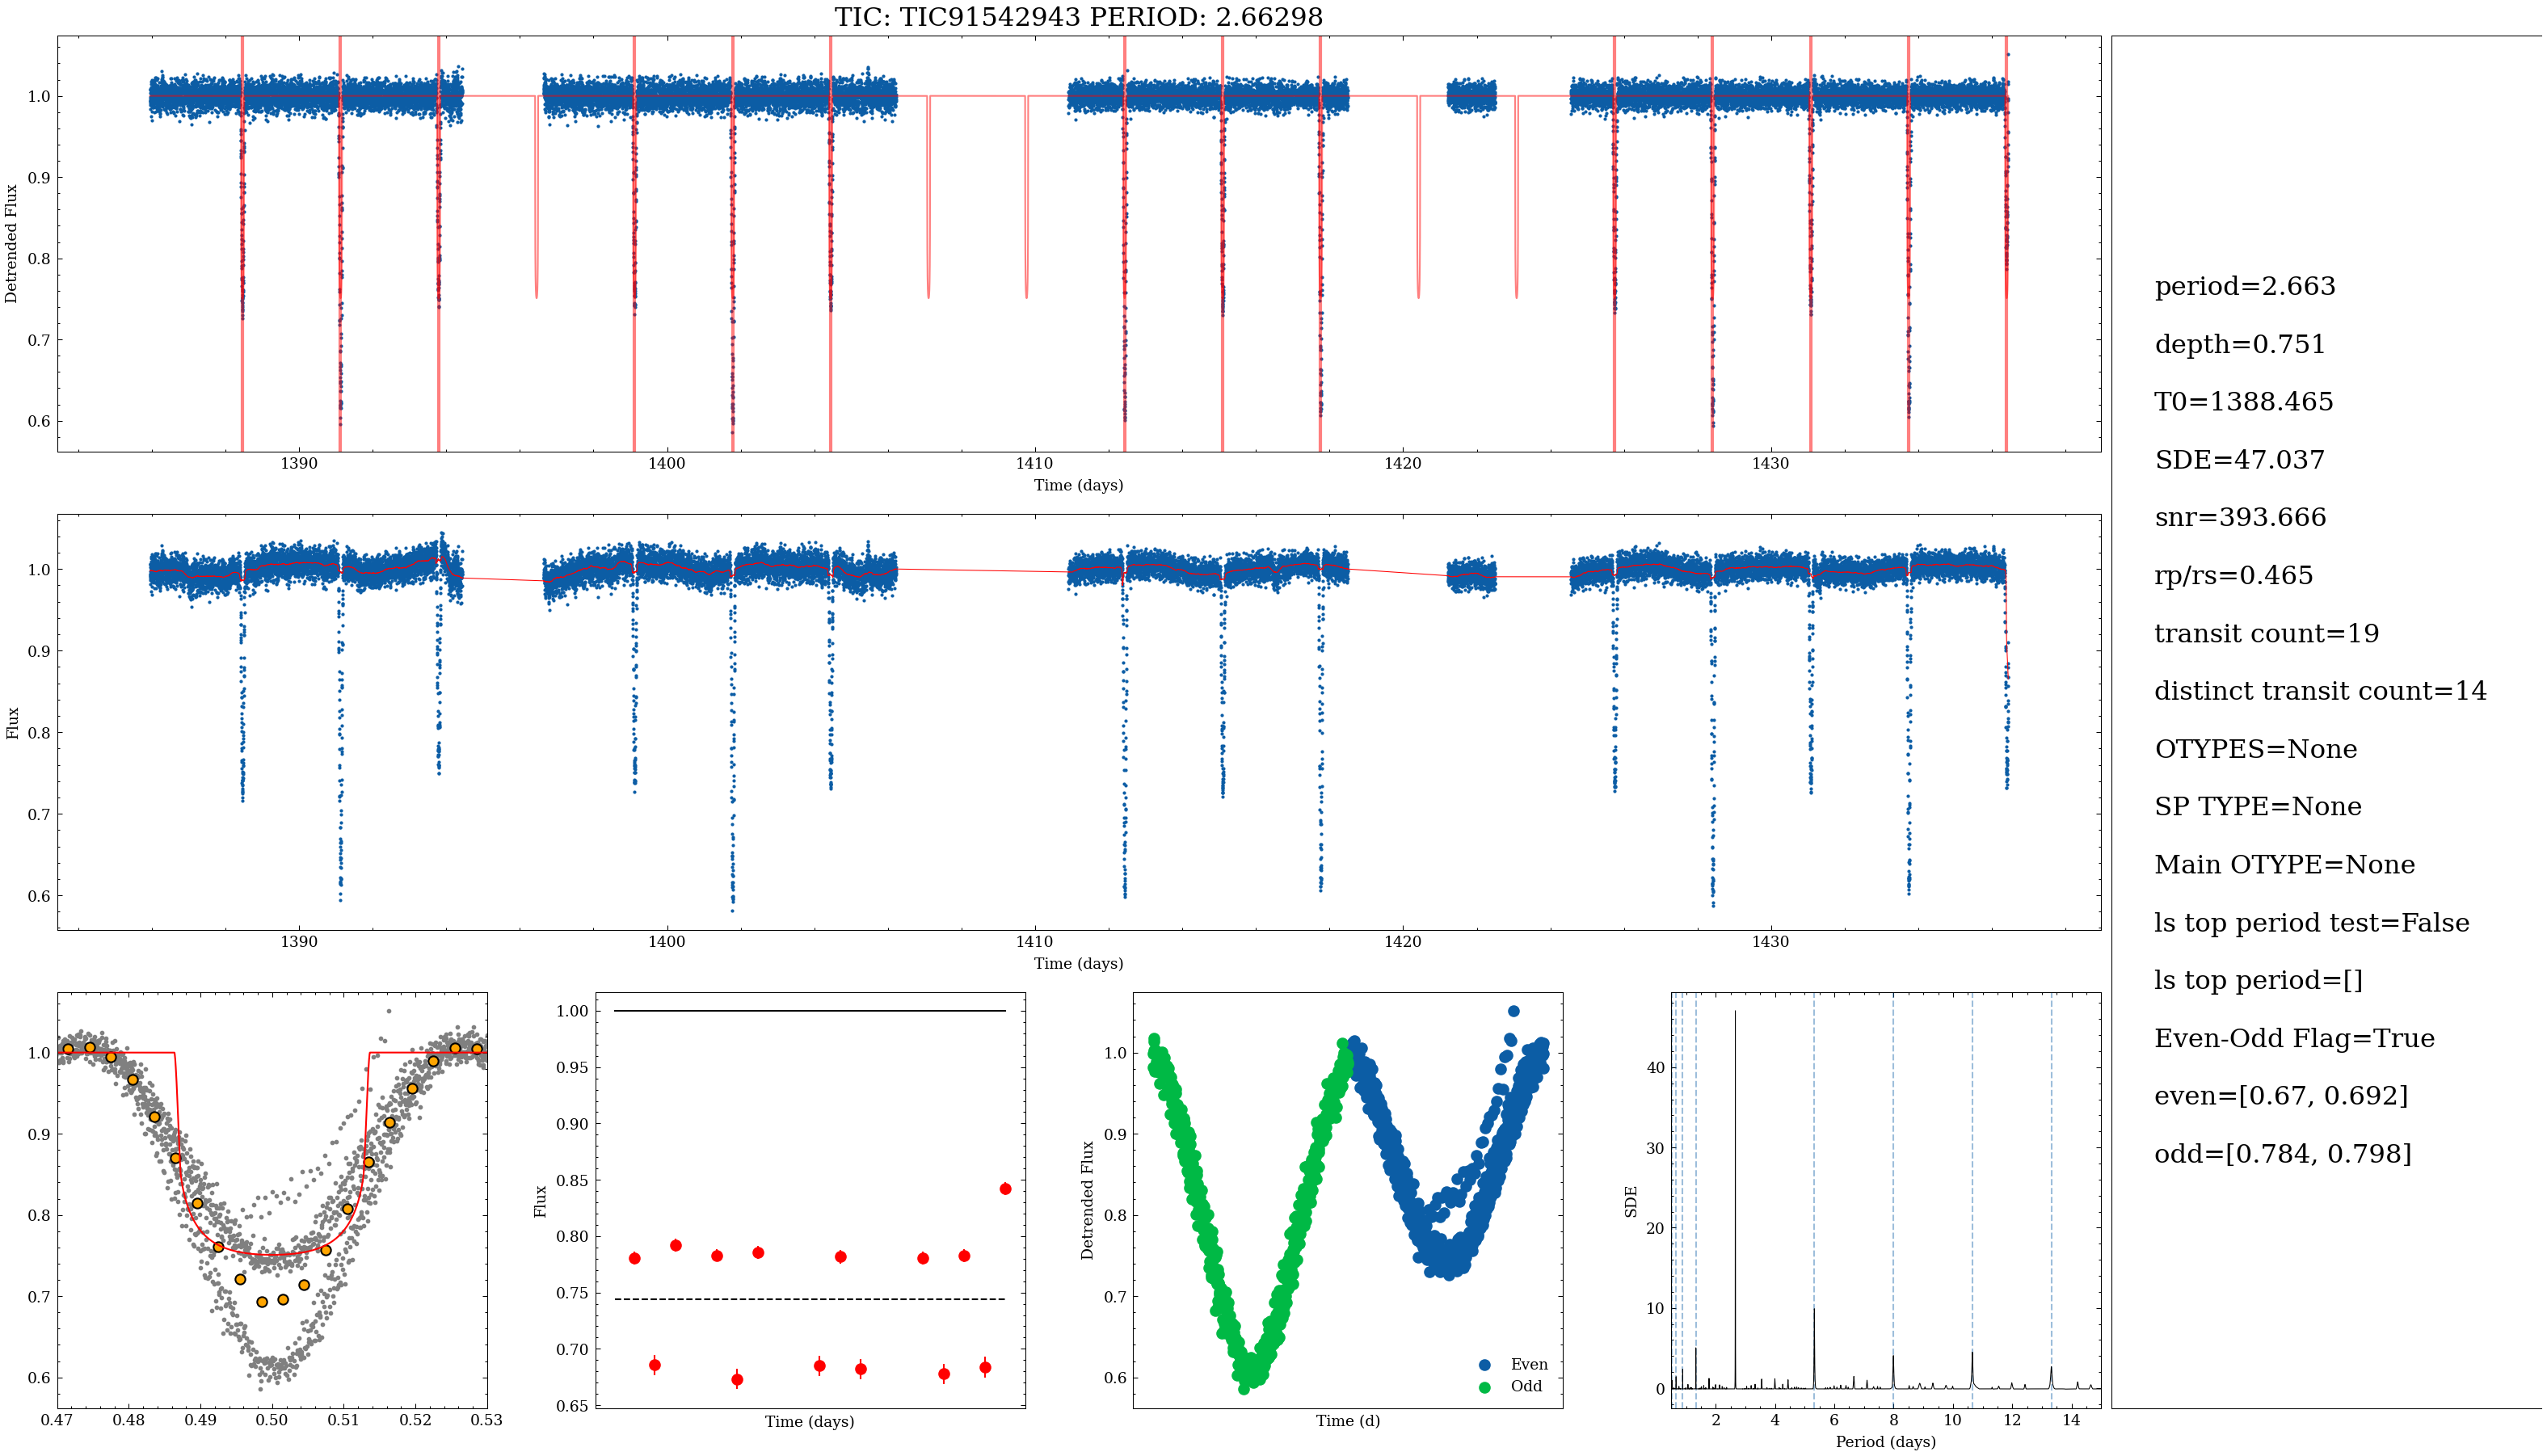 TIC: TIC91542943 PERIOD: 2.66298
Detrended Flux
1.0
0.9
0.8
0.7
0.6
1390 1400 1410 1420 1430
Time (days)
Flux
1.0
0.9
0.8
0.7
0.6
1390 1400 1410 1420 1430
Time (days)
1.0
0.9
0.8
0.7
0.6
0.47 0.48 0.49 0.50 0.51 0.52 0.53
Flux
1.00
0.95
0.90
0.85
0.80
0.75
0.70
0.65
Time (days)
Detrended Flux
1.0
0.9
0.8
0.7
0.6
Even
Odd
Time (d)
SDE
40
30
20
10
0
2 4 6 8 10 12 14
Period (days)
period=2.663
depth=0.751
T0=1388.465
SDE=47.037
snr=393.666
rp/rs=0.465
transit count=19
distinct transit count=14
OTYPES=None
SP TYPE=None
Main OTYPE=None
ls top period test=False
ls top period=[]
Even-Odd Flag=True
even=[0.67, 0.692]
odd=[0.784, 0.798]